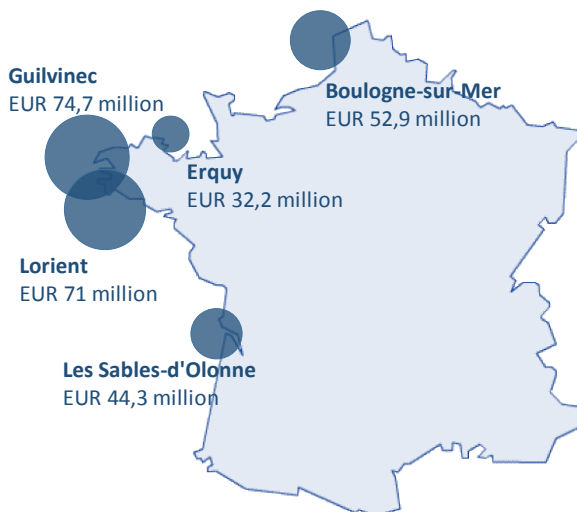 Guilvinec
EUR 74,7 million
Boulogne-sur-Mer
EUR 52,9 million
Erquy
EUR 32,2 million
Lorient
EUR 71 million
Les Sables-d'Olonne
EUR 44,3 million